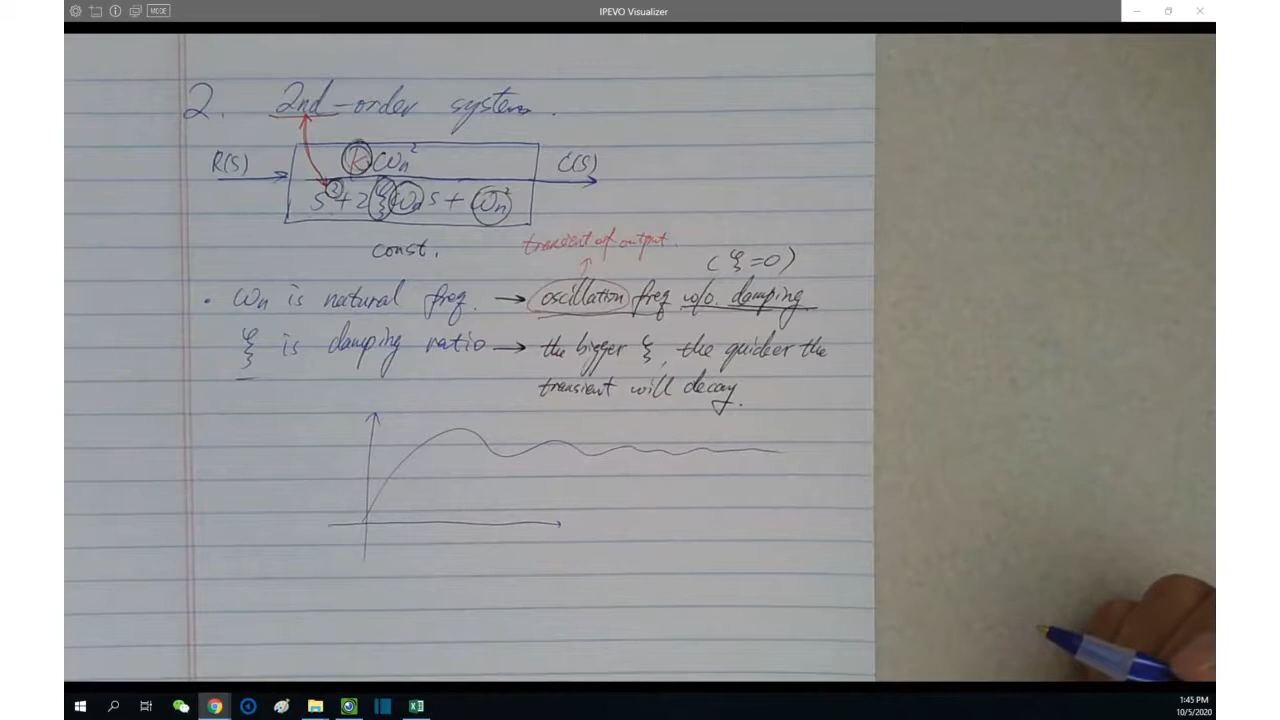 IPEVO Visualizer
MODE
2. 2nd-order system.
R(S) kωn² C(S)
s²+2ξωns+ωn²
const.
transient of output.
(ξ=0)
· ωn is natural freq. → oscillation freq w/o. damping
ξ is damping ratio → the bigger ξ, the quicker the
transient will decay.
1:45 PM
10/5/2020